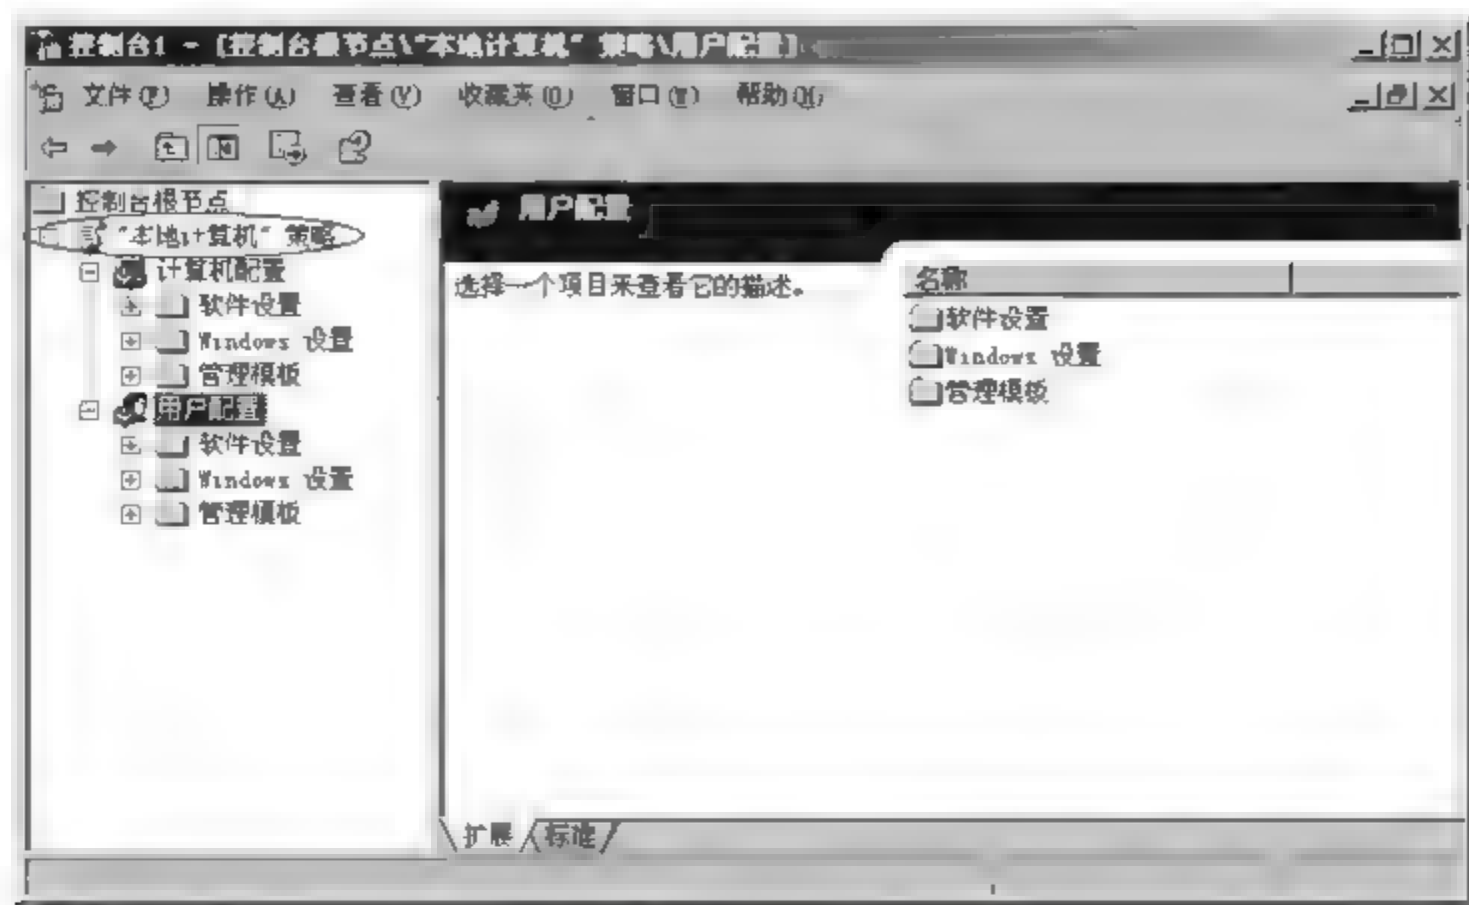 控制台1 - [控制台根节点\"本地计算机" 策略\用户配置]
文件(F) 操作(A) 查看(V) 收藏夹(O) 窗口(W) 帮助(H)
控制台根节点
"本地计算机" 策略
计算机配置
软件设置
Windows 设置
管理模板
用户配置
软件设置
Windows 设置
管理模板
用户配置
选择一个项目来查看它的描述。
名称
软件设置
Windows 设置
管理模板
扩展 标准